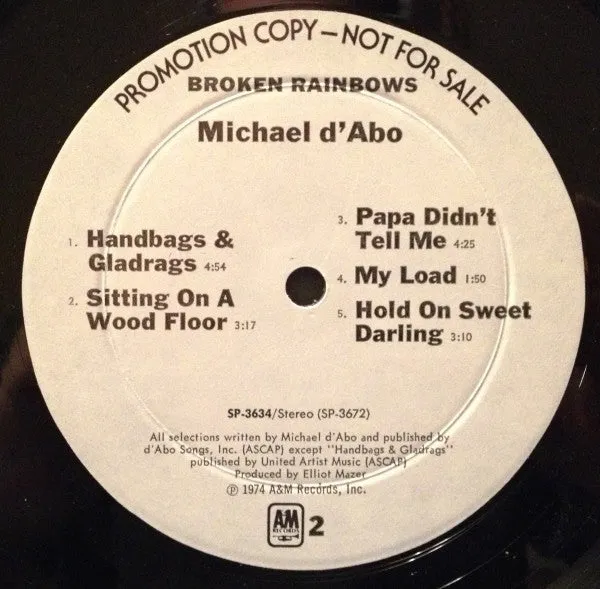 PROMOTION COPY—NOT FOR SALE
BROKEN RAINBOWS
Michael d'Abo
1. Handbags &
Gladrags 4:54
2. Sitting On A
Wood Floor 3:17
3. Papa Didn't
Tell Me 4:25
4. My Load 1:50
5. Hold On Sweet
Darling 3:10
SP-3634/Stereo (SP-3672)
All selections written by Michael d'Abo and published by
d'Abo Songs, Inc. (ASCAP) except "Handbags & Gladrags"
published by United Artist Music (ASCAP)
Produced by Elliot Mazer
℗ 1974 A&M Records, Inc.
A&M
RECORDS
2